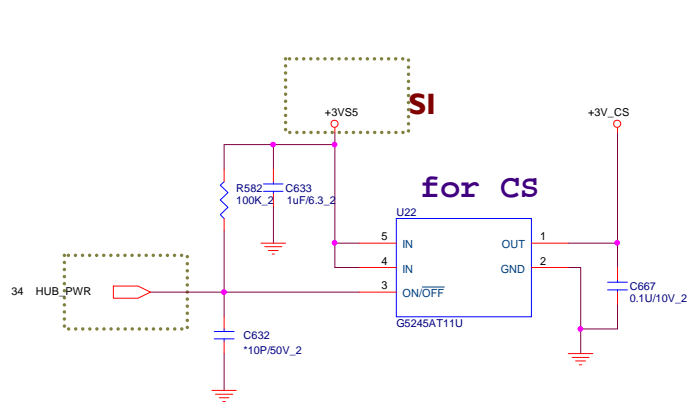 SI
+3VS5
+3V_CS
for CS
R582
100K_2
C633
1uF/6.3_2
U22
5
IN
OUT
1
4
IN
GND
2
34
HUB_PWR
3
ON/OFF
C667
0.1U/10V_2
G5245AT11U
C632
*10P/50V_2